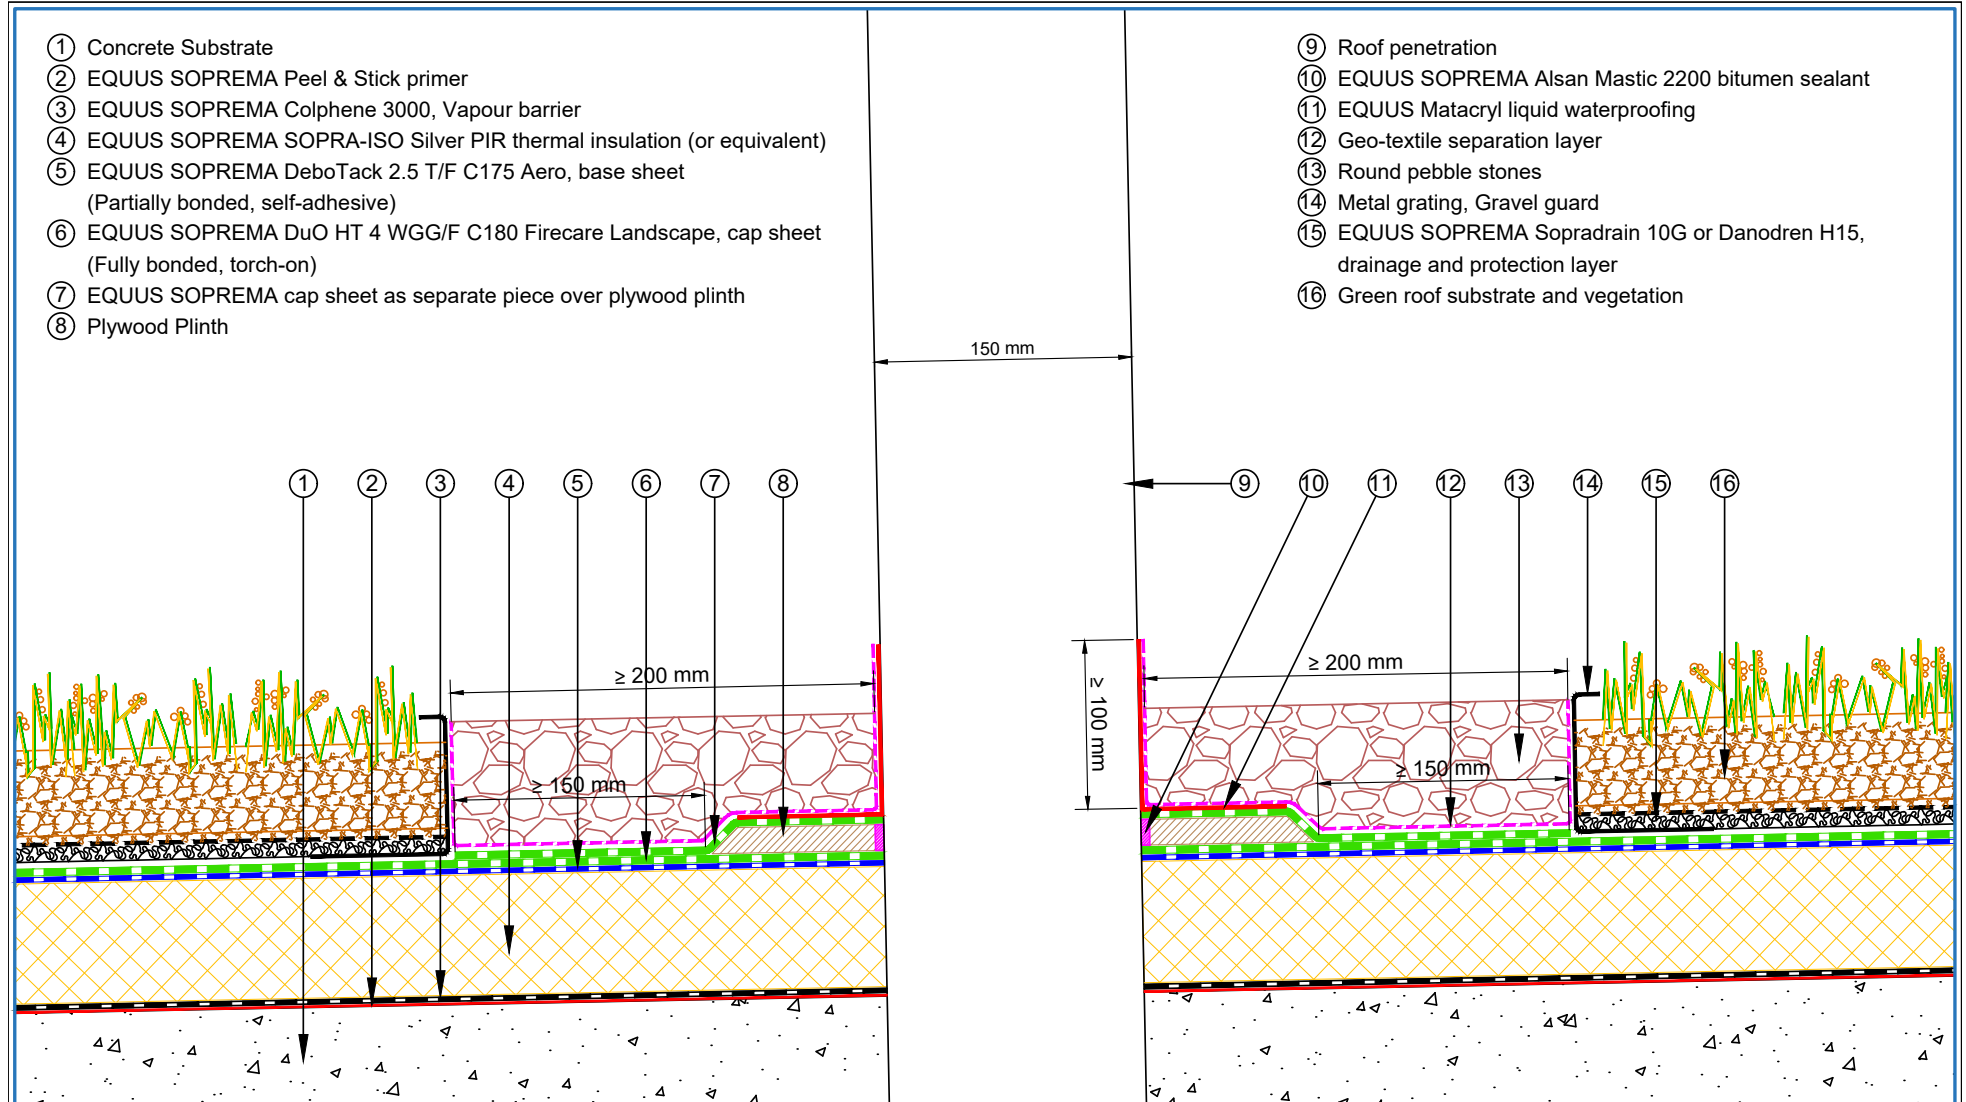 1 Concrete Substrate
2 EQUUS SOPREMA Peel & Stick primer
3 EQUUS SOPREMA Colphene 3000, Vapour barrier
4 EQUUS SOPREMA SOPRA-ISO Silver PIR thermal insulation (or equivalent)
5 EQUUS SOPREMA DeboTack 2.5 T/F C175 Aero, base sheet
(Partially bonded, self-adhesive)
6 EQUUS SOPREMA DuO HT 4 WGG/F C180 Firecare Landscape, cap sheet
(Fully bonded, torch-on)
7 EQUUS SOPREMA cap sheet as separate piece over plywood plinth
8 Plywood Plinth
9 Roof penetration
10 EQUUS SOPREMA Alsan Mastic 2200 bitumen sealant
11 EQUUS Matacryl liquid waterproofing
12 Geo-textile separation layer
13 Round pebble stones
14 Metal grating, Gravel guard
15 EQUUS SOPREMA Sopradrain 10G or Danodren H15,
drainage and protection layer
16 Green roof substrate and vegetation
150 mm
1 2 3 4 5 6 7 8 9 10 11 12 13 14 15 16
≥ 200 mm
≥ 150 mm
≥ 100 mm
≥ 200 mm
≥ 150 mm